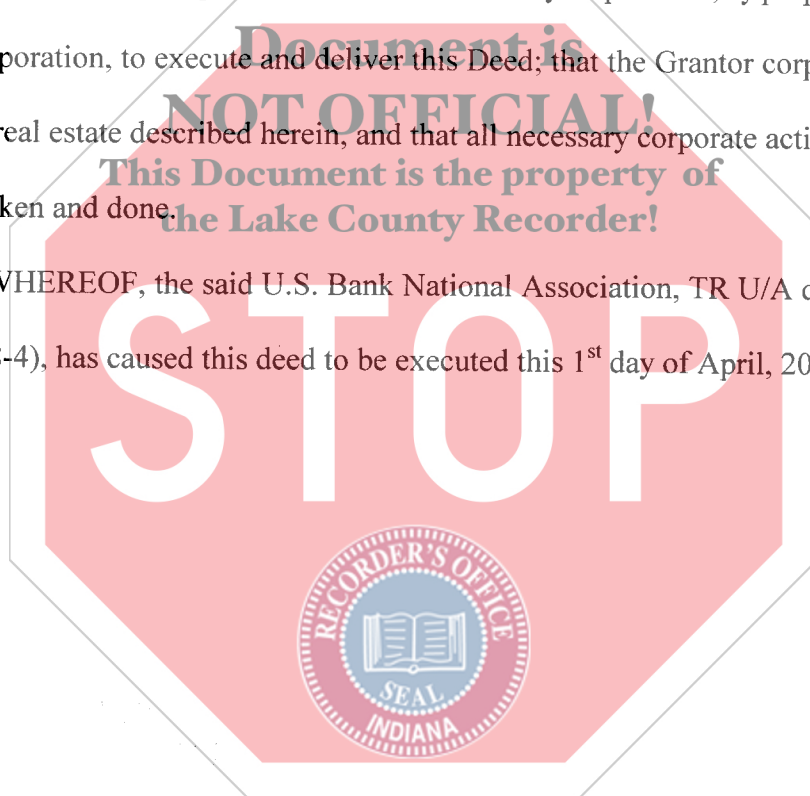 Document is
poration, to execute and deliver this Deed; that the Grantor corp
NOT OFFICIAL!
real estate described herein, and that all necessary corporate acti
This Document is the property of
ken and done.
the Lake County Recorder!
WHEREOF, the said U.S. Bank National Association, TR U/A
-4), has caused this deed to be executed this 1st day of April, 20
STOP
RECORDER'S OFFICE
SEAL
INDIANA